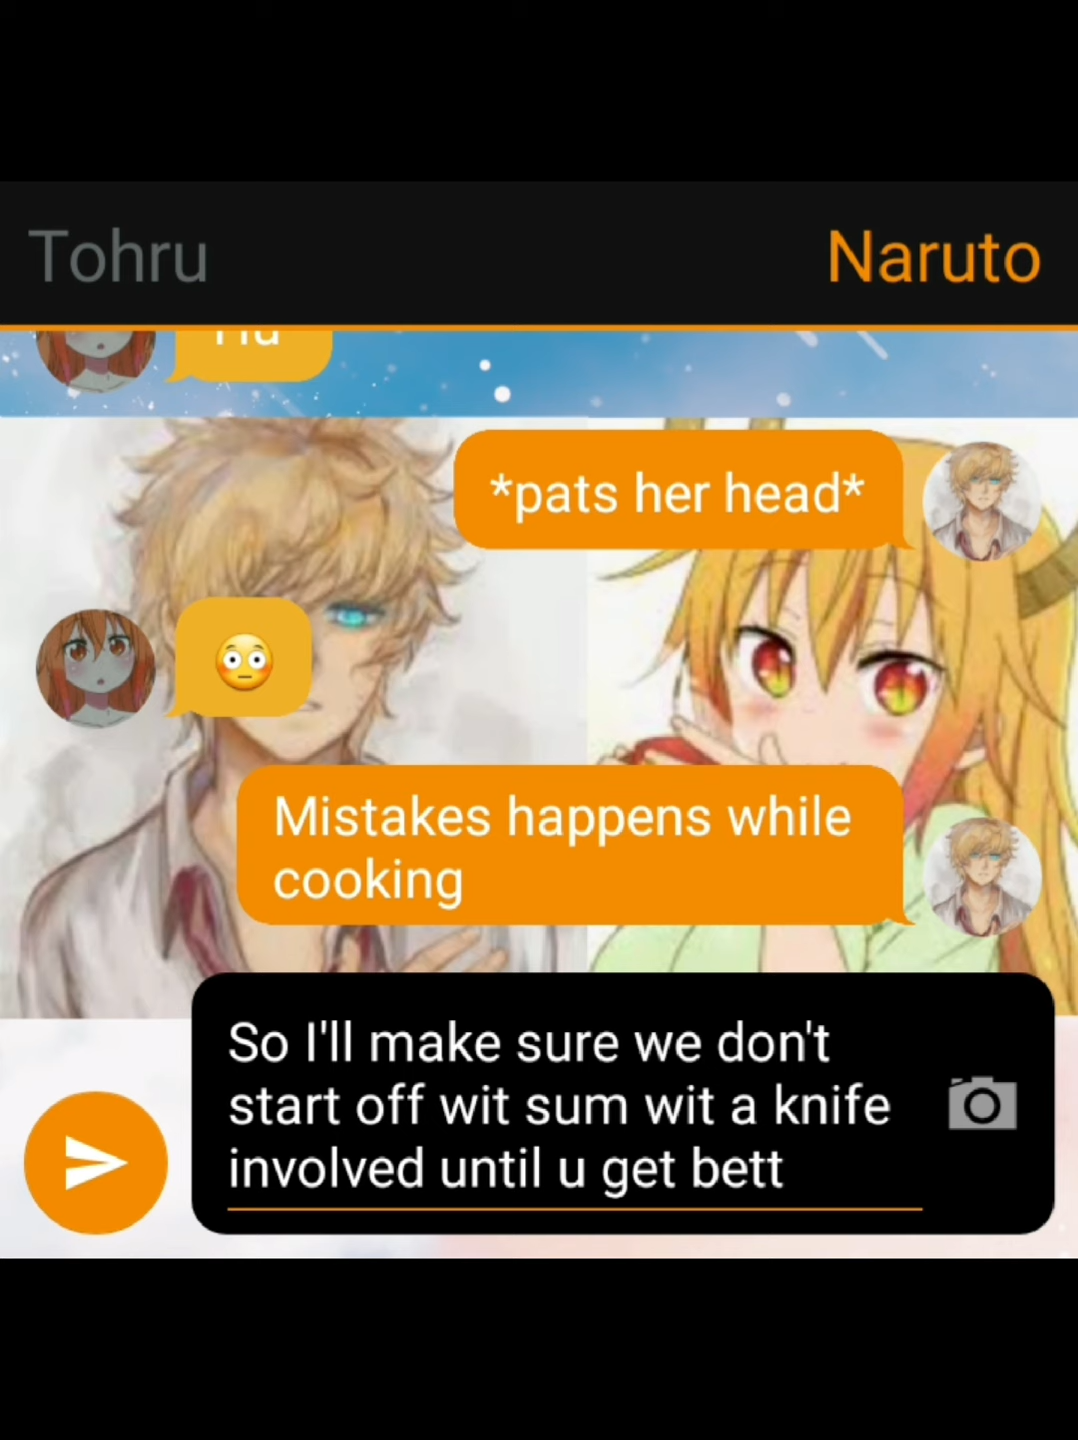 Tohru
Naruto
*pats her head*
😳
Mistakes happens while
cooking
So I'll make sure we don't
start off wit sum wit a knife
involved until u get bett